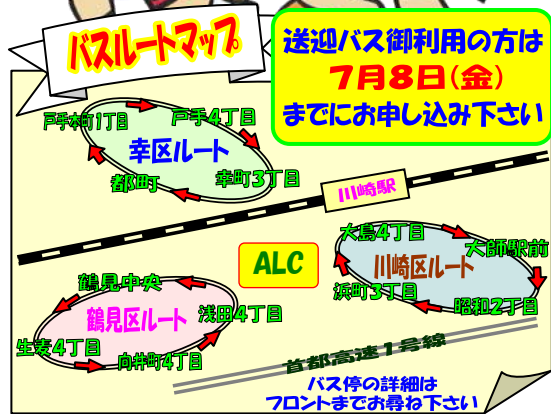 バスルートマップ
送迎バス御利用の方は
7月8日(金)
までにお申し込み下さい
戸手本町1丁目
戸手4丁目
幸区ルート
都町
幸町3丁目
川崎駅
ALC
大島4丁目
大師駅前
川崎区ルート
浜町3丁目
昭和2丁目
鶴見中央
鶴見区ルート
浅田4丁目
生麦4丁目
向井町4丁目
首都高速1号線
バス停の詳細は
フロントまでお尋ね下さい